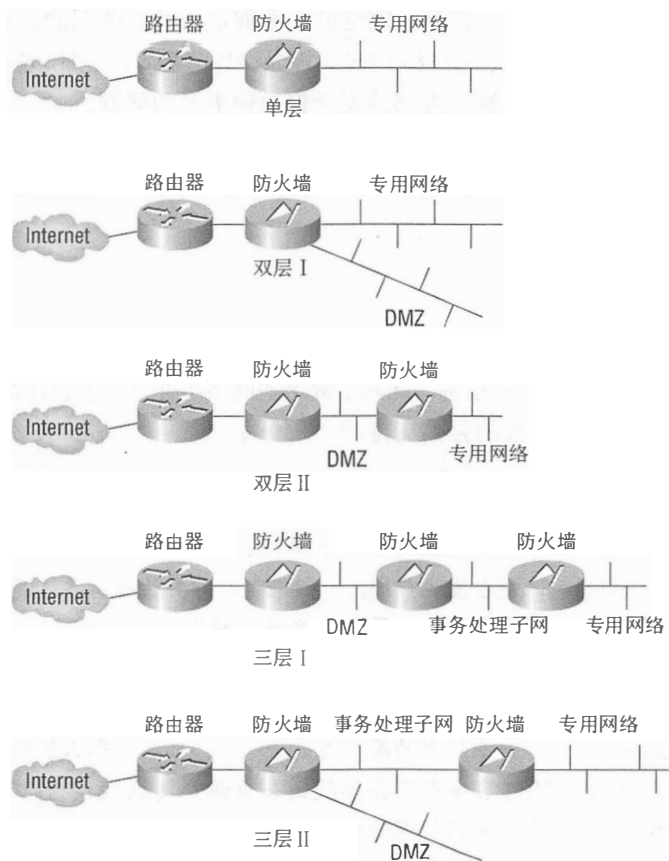 路由器 防火墙 专用网络
Internet
单层
路由器 防火墙 专用网络
Internet
双层 I
DMZ
路由器 防火墙 防火墙
Internet
DMZ 专用网络
双层 II
路由器 防火墙 防火墙 防火墙
Internet
DMZ 事务处理子网 专用网络
三层 I
路由器 防火墙 事务处理子网 防火墙 专用网络
Internet
三层 II
DMZ